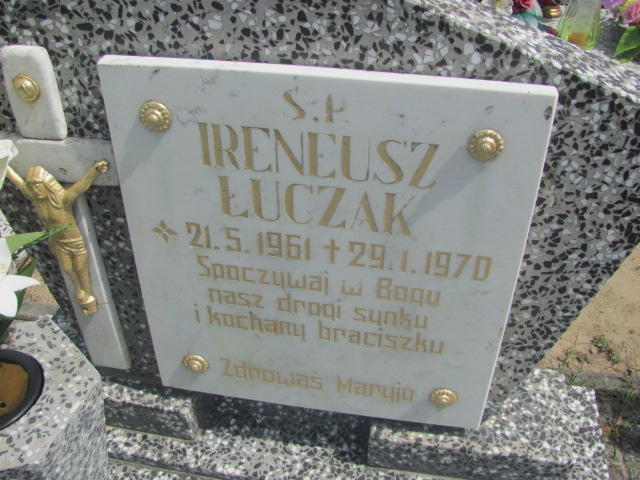 Ś.P.
IRENEUSZ
ŁUCZAK
* 21.5.1961 † 29.1.1970
Spoczywaj w Bogu
nasz drogi synku
i kochany braciszku
Zdrowaś Maryjo